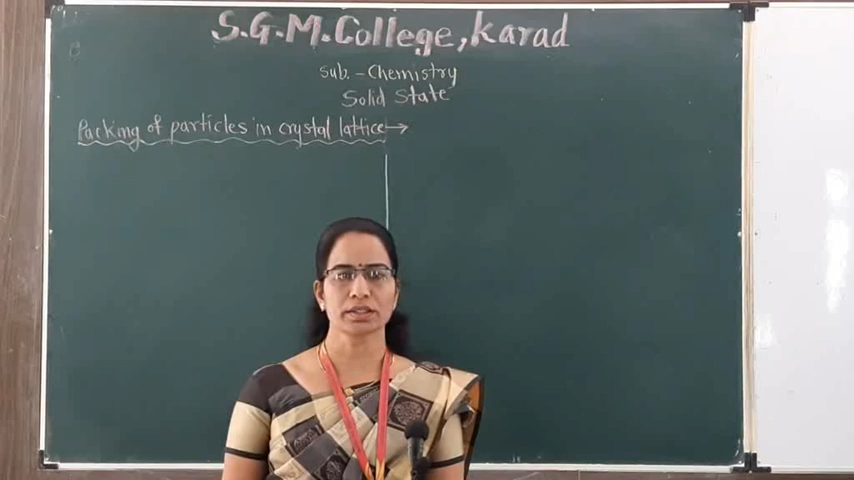 S.G.M.College,Karad
Sub.-Chemistry
Solid State
Packing of particles in crystal lattice→